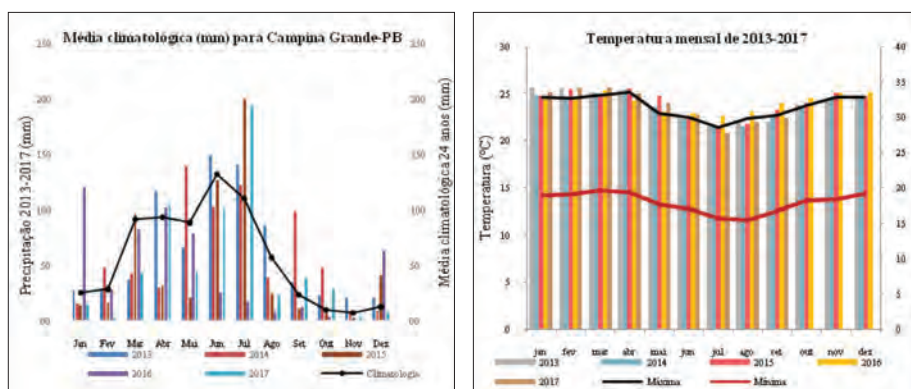 Média climatológica (mm) para Campina Grande-PB
250
250
200
200
150
150
100
100
50
50
00
00
Precipitação 2013-2017 (mm)
Média climatológica 24 anos (mm)
Jan Fev Mar Abr Mai Jun Jul Ago Set Out Nov Dez
2013 2014 2015
2016 2017 Climatologia
Temperatura mensal de 2013-2017
30
40
25
35
20
30
15
25
10
20
5
15
0
10
5
0
Temperatura (°C)
jan fev mar abr mai jun jul ago set out nov dez
2013 2014 2015 2016
2017 Máxima Mínima